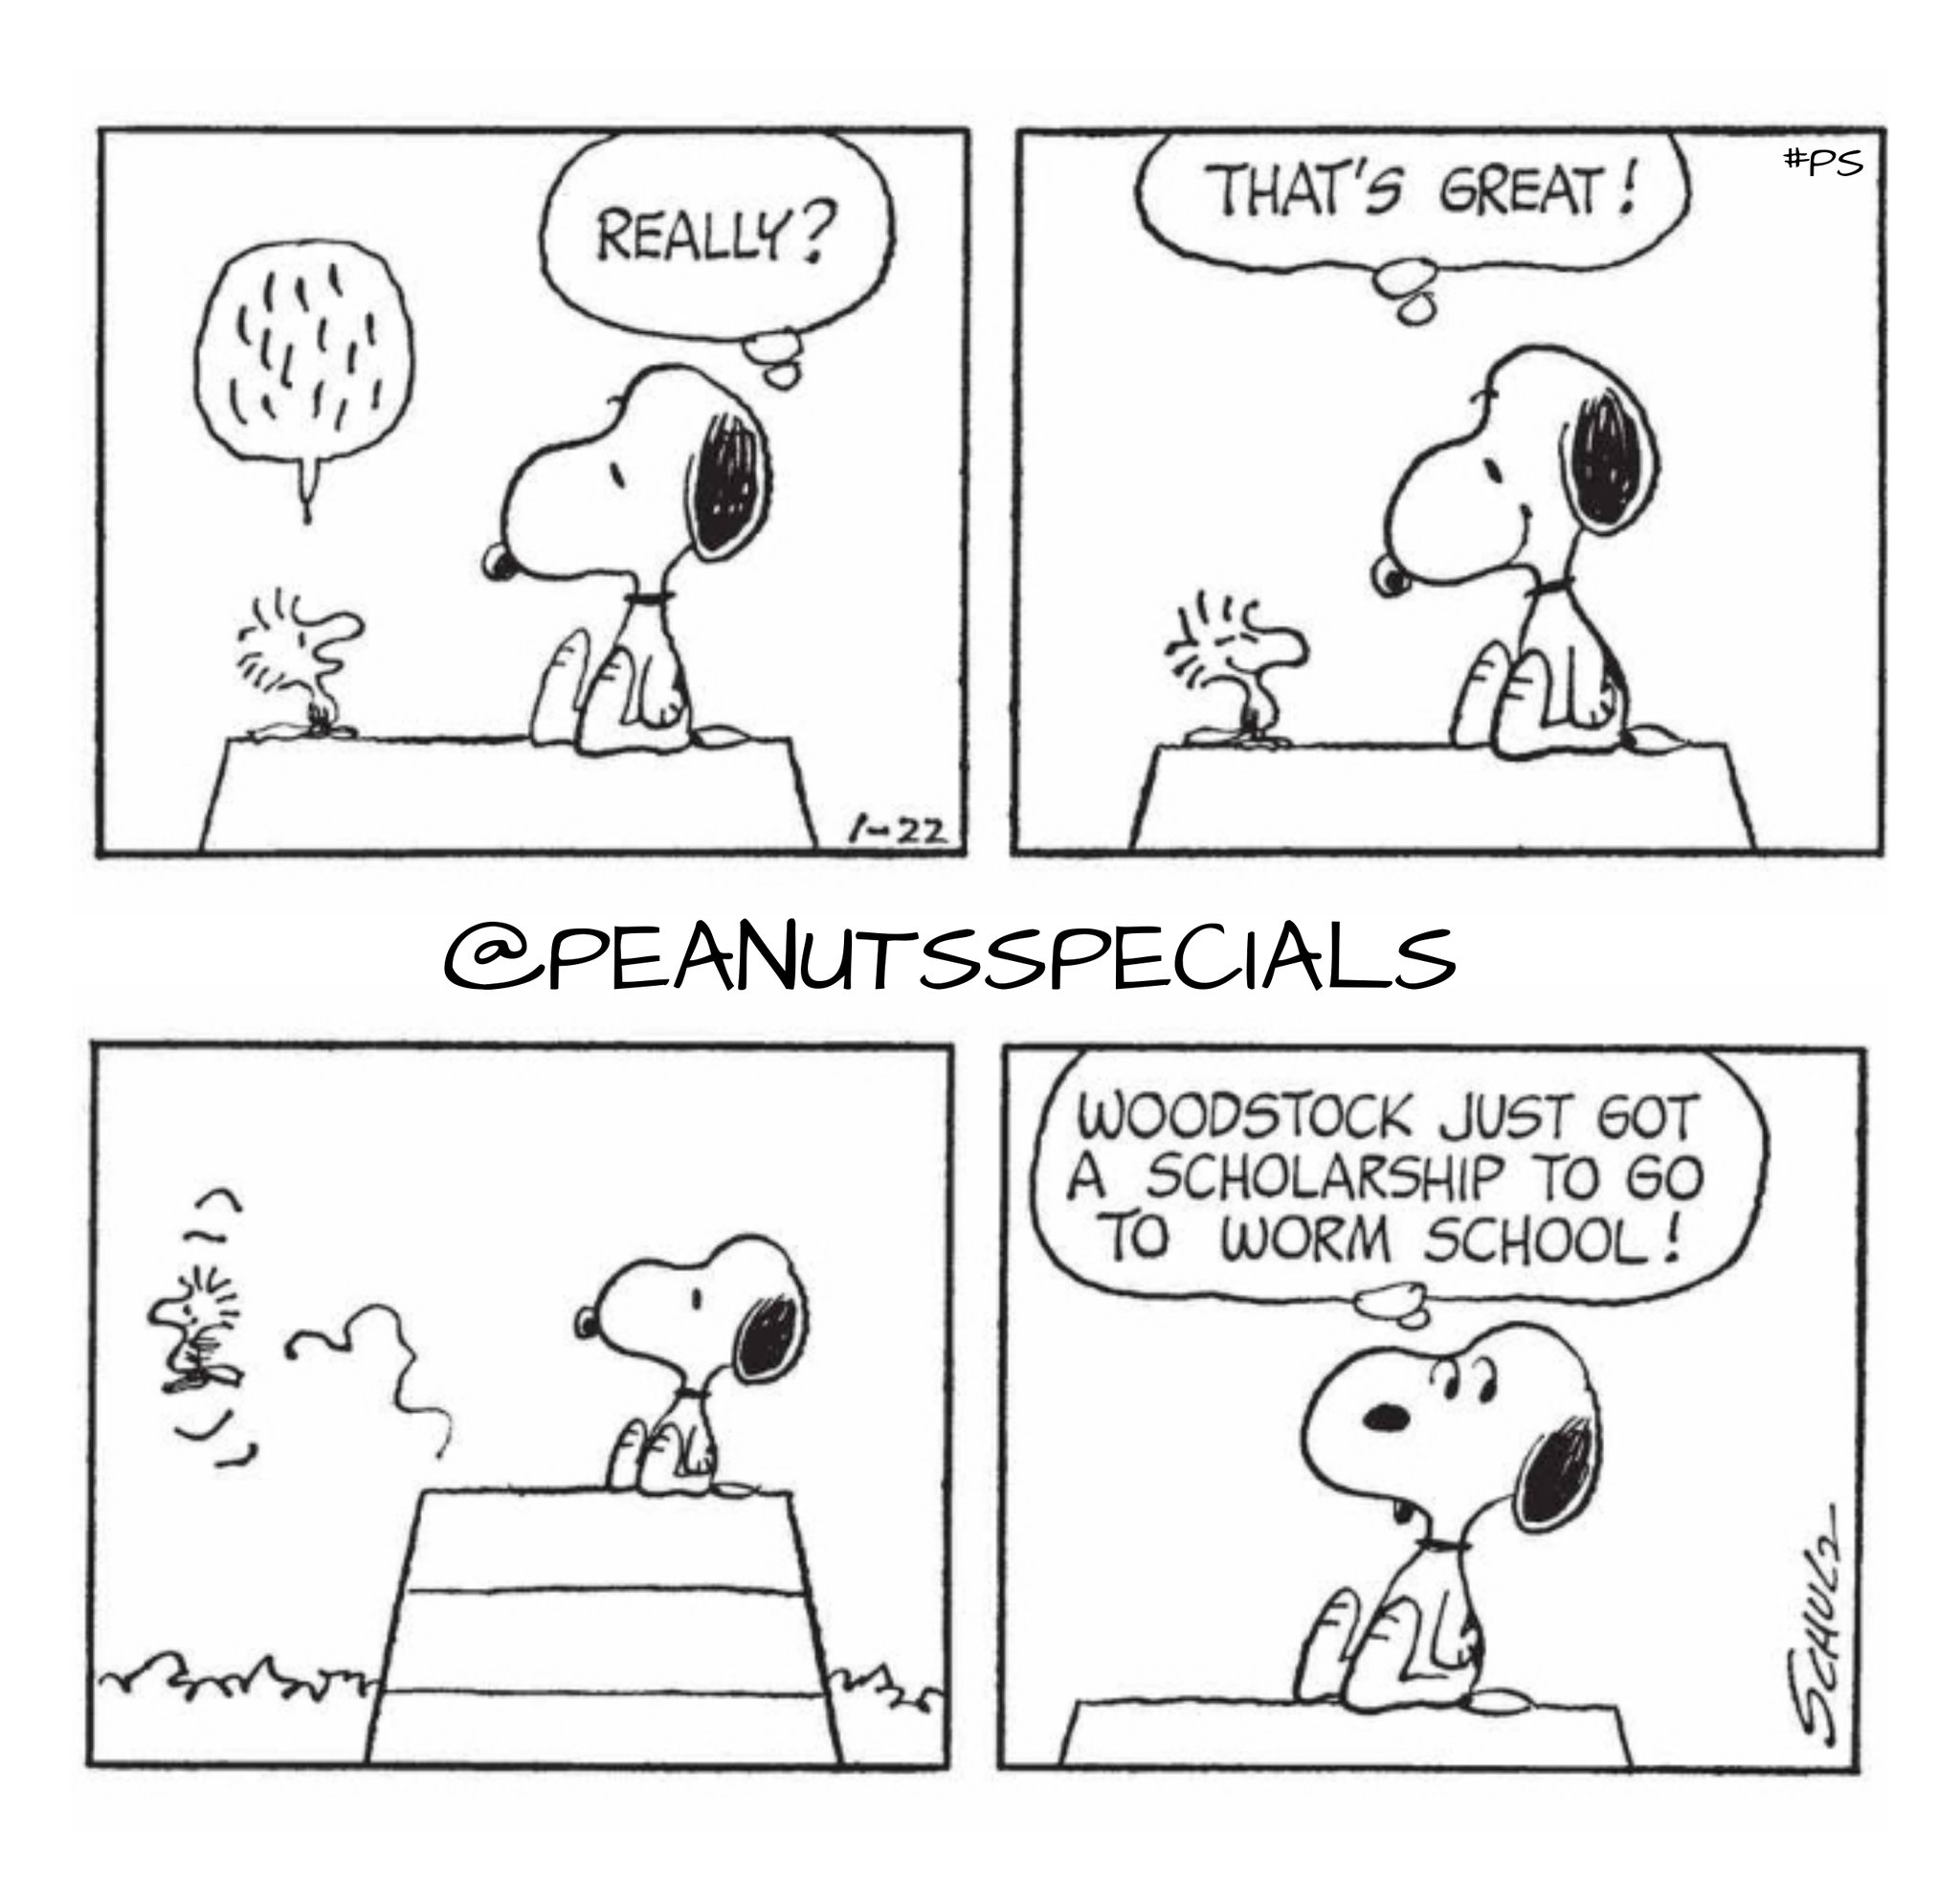 REALLY?
1-22
THAT'S GREAT!
#PS
@PEANUTSSPECIALS
WOODSTOCK JUST GOT
A SCHOLARSHIP TO GO
TO WORM SCHOOL!
SCHULZ